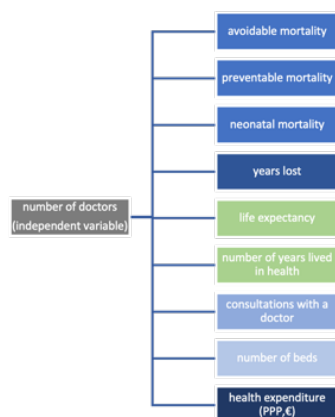 avoidable mortality
preventable mortality
neonatal mortality
years lost
number of doctors
(independent variable)
life expectancy
number of years lived
in health
consultations with a
doctor
number of beds
health expenditure
(PPP,€)